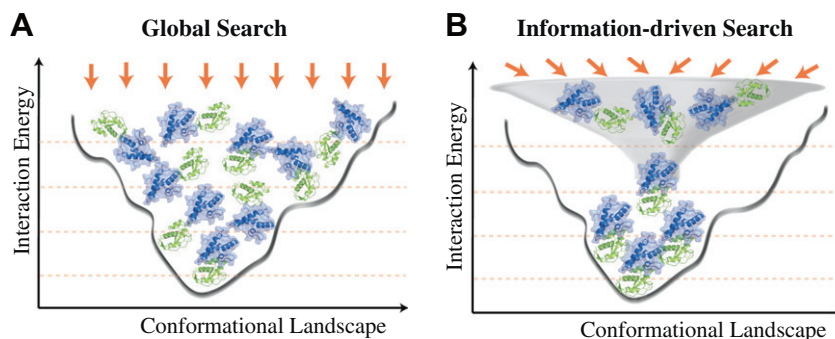 A
Global Search
Interaction Energy
Conformational Landscape
B
Information-driven Search
Interaction Energy
Conformational Landscape